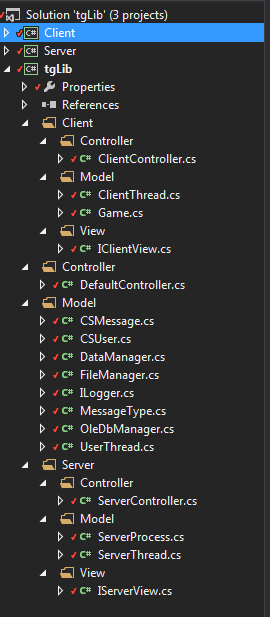 Solution 'tgLib' (3 projects)
C# Client
C# Server
C# tgLib
Properties
References
Client
Controller
C# ClientController.cs
Model
C# ClientThread.cs
C# Game.cs
View
C# IClientView.cs
Controller
C# DefaultController.cs
Model
C# CSMessage.cs
C# CSUser.cs
C# DataManager.cs
C# FileManager.cs
C# ILogger.cs
C# MessageType.cs
C# OleDbManager.cs
C# UserThread.cs
Server
Controller
C# ServerController.cs
Model
C# ServerProcess.cs
C# ServerThread.cs
View
C# IServerView.cs